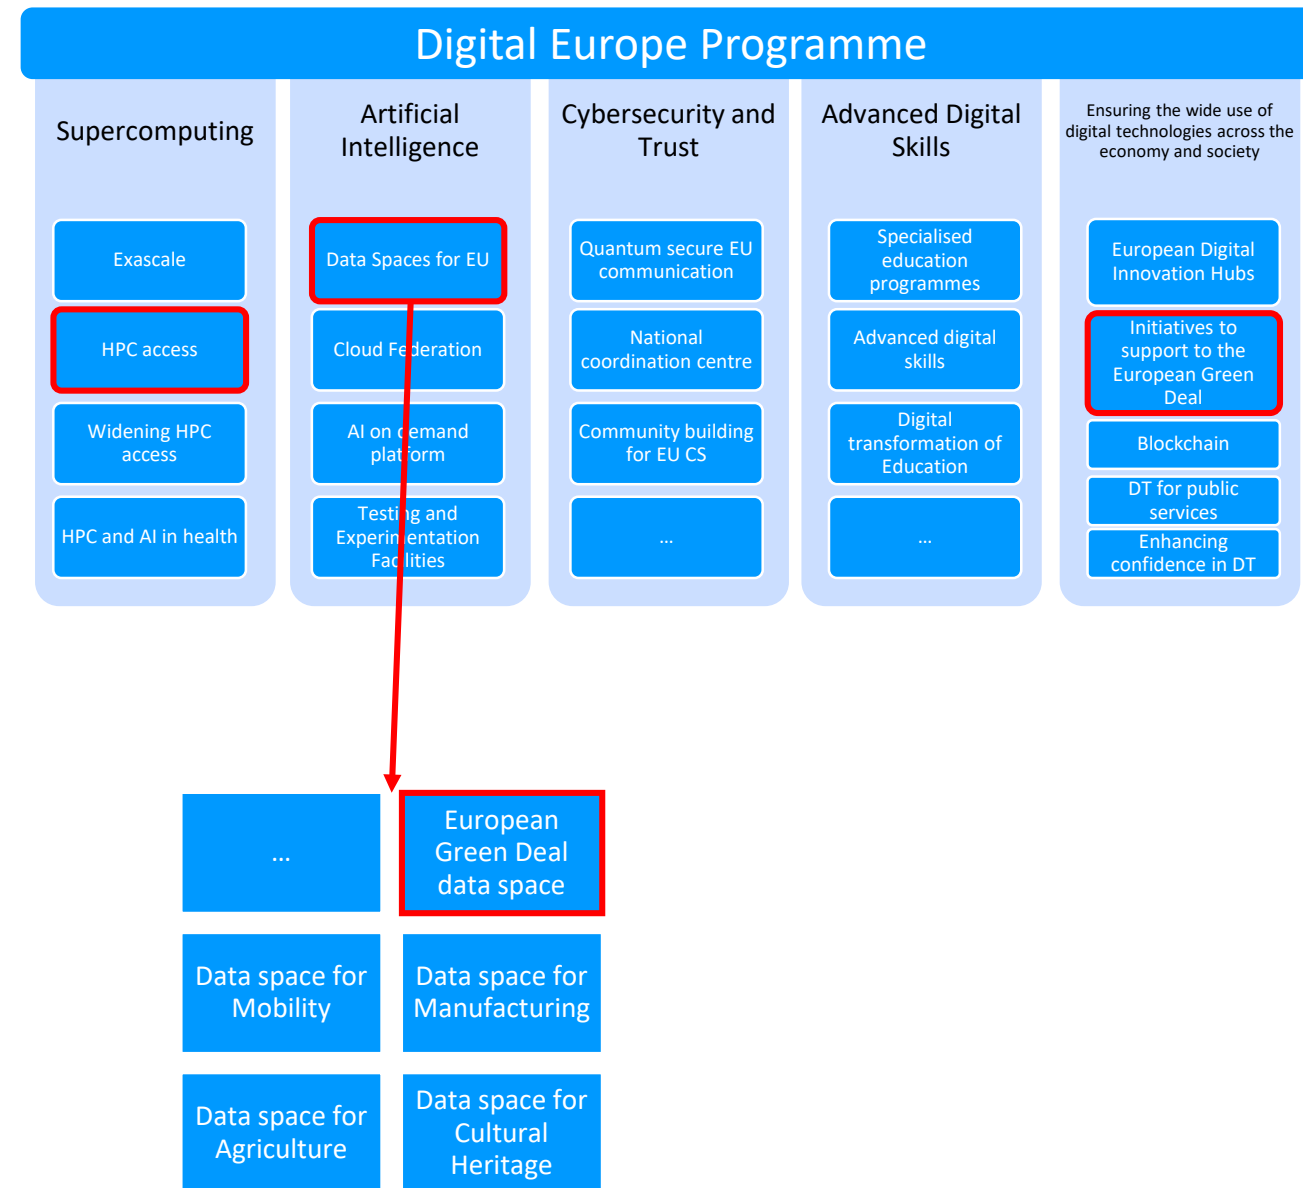 Digital Europe Programme
Supercomputing
Exascale
HPC access
Widening HPC
access
HPC and AI in health
Artificial
Intelligence
Data Spaces for EU
Cloud Federation
AI on demand
platform
Testing and
Experimentation
Facilities
Cybersecurity and
Trust
Quantum secure EU
communication
National
coordination centre
Community building
for EU CS
...
Advanced Digital
Skills
Specialised
education
programmes
Advanced digital
skills
Digital
transformation of
Education
...
Ensuring the wide use of
digital technologies across the
economy and society
European Digital
Innovation Hubs
Initiatives to
support to the
European Green
Deal
Blockchain
DT for public
services
Enhancing
confidence in DT
...
European
Green Deal
data space
Data space for
Mobility
Data space for
Manufacturing
Data space for
Agriculture
Data space for
Cultural
Heritage